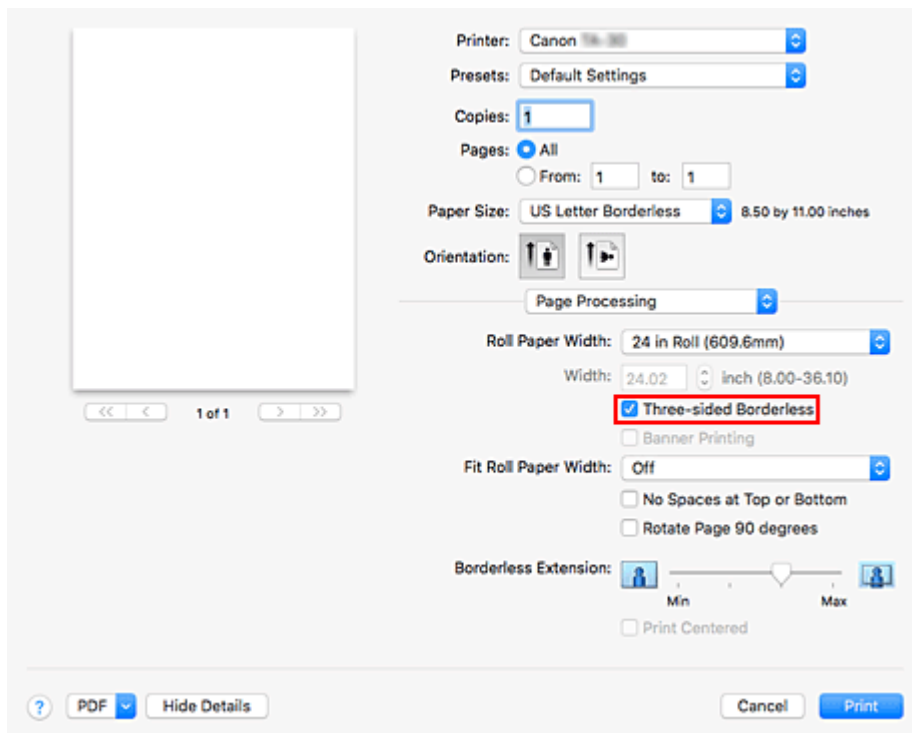 Printer: Canon
Presets: Default Settings
Copies: 1
Pages: All
From: 1 to: 1
Paper Size: US Letter Borderless 8.50 by 11.00 inches
Orientation:
Page Processing
Roll Paper Width: 24 in Roll (609.6mm)
Width: 24.02 inch (8.00-36.10)
1 of 1
Three-sided Borderless
Banner Printing
Fit Roll Paper Width: Off
No Spaces at Top or Bottom
Rotate Page 90 degrees
Borderless Extension:
Min Max
Print Centered
? PDF Hide Details Cancel Print